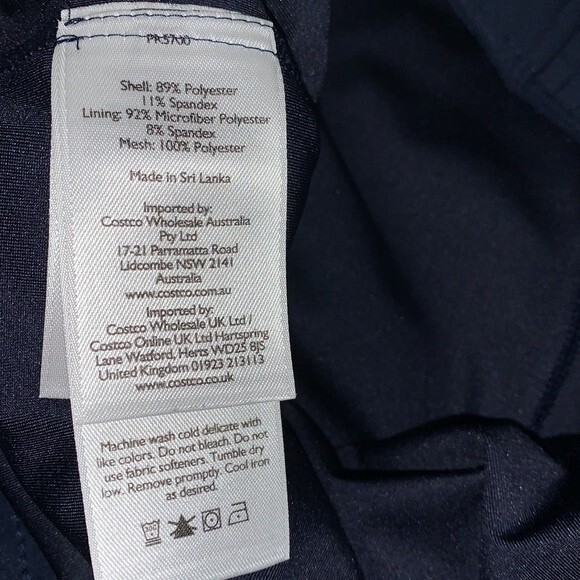 Shell: 89% Polyester
11% Spandex
Lining: 92% Microfiber Polyester
8% Spandex
Mesh: 100% Polyester
Made in Sri Lanka
Imported by:
Costco Wholesale Australia
Pty Ltd
17-21 Parramatta Road
Lidcombe NSW 2141
Australia
www.costco.com.au
Imported by:
Costco Wholesale UK Ltd /
Costco Online UK Ltd Hartspring
Lane Watford, Herts WD25 8JS
United Kingdom 01923 213113
www.costco.co.uk
Machine wash cold delicate with
like colors. Do not bleach. Do not
use fabric softeners. Tumble dry
low. Remove promptly. Cool iron
as desired.